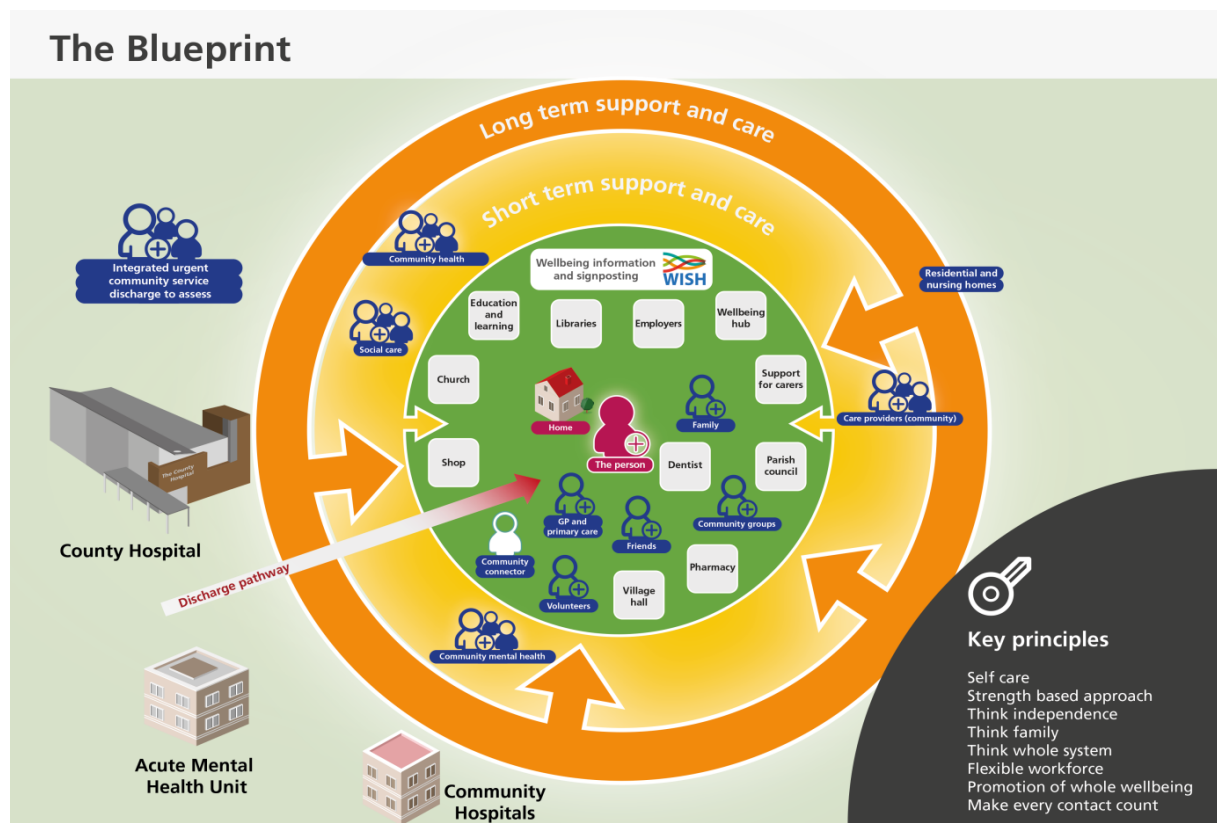 The Blueprint
Long term support and care
Short term support and care
Wellbeing information
and signposting
WISH
Integrated urgent
community service
discharge to assess
Community health
Social care
Residential and
nursing homes
Care providers (community)
Education
and
learning
Libraries
Employers
Wellbeing
hub
Church
Support
for carers
Home
Family
The person
Shop
Dentist
Parish
council
GP and
primary care
Friends
Community groups
Community
connector
Volunteers
Village
hall
Pharmacy
Community mental health
The County
Hospital
County Hospital
Discharge pathway
Acute Mental
Health Unit
Community
Hospitals
Key principles
Self care
Strength based approach
Think independence
Think family
Think whole system
Flexible workforce
Promotion of whole wellbeing
Make every contact count